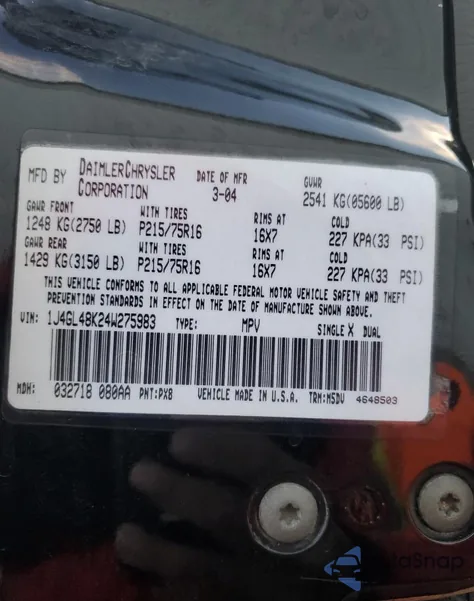 MFD BY DAIMLERCHRYSLER CORPORATION DATE OF MFR 3-04 GVWR 2541 KG(05600 LB)
GAWR FRONT WITH TIRES RIMS AT COLD
1248 KG(2750 LB) P215/75R16 16X7 227 KPA(33 PSI)
GAWR REAR WITH TIRES RIMS AT COLD
1429 KG(3150 LB) P215/75R16 16X7 227 KPA(33 PSI)
THIS VEHICLE CONFORMS TO ALL APPLICABLE FEDERAL MOTOR VEHICLE SAFETY AND THEFT
PREVENTION STANDARDS IN EFFECT ON THE DATE OF MANUFACTURE SHOWN ABOVE.
VIN: 1J4GL48K24W275983 TYPE: MPV SINGLE X DUAL
MDH: 032718 080AA PNT:PXB VEHICLE MADE IN U.S.A. TRM:M5DV 4648503
AutoSnap